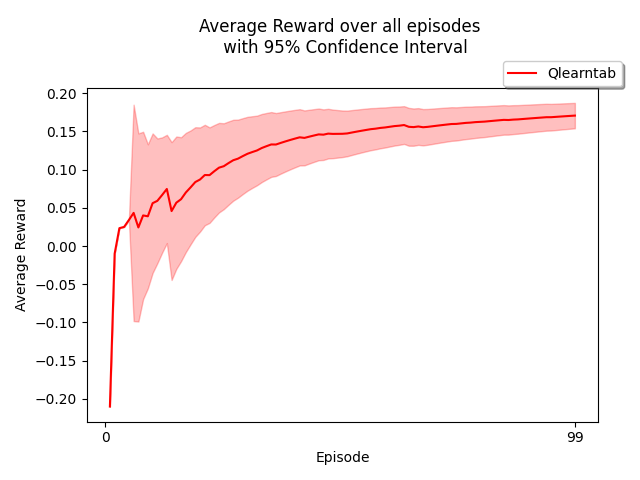 Average Reward over all episodes
with 95% Confidence Interval
Qlearntab
0.20
0.15
0.10
0.05
0.00
−0.05
−0.10
−0.15
−0.20
Average Reward
0
99
Episode